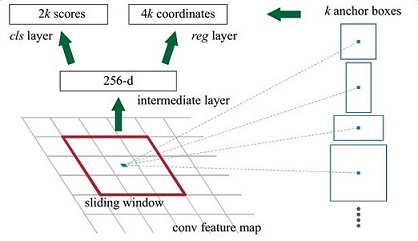 2k scores
4k coordinates
k anchor boxes
cls layer
reg layer
256-d
intermediate layer
sliding window
conv feature map